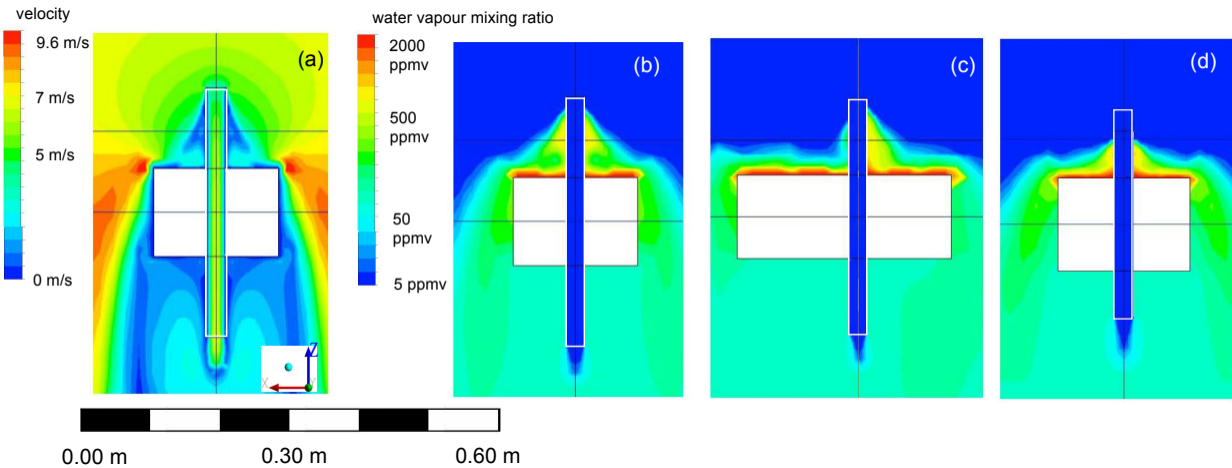 velocity
9.6 m/s
7 m/s
5 m/s
0 m/s
(a)
Z
X
water vapour mixing ratio
2000
ppmv
500
ppmv
50
ppmv
5 ppmv
(b)
(c)
(d)
0.00 m
0.30 m
0.60 m